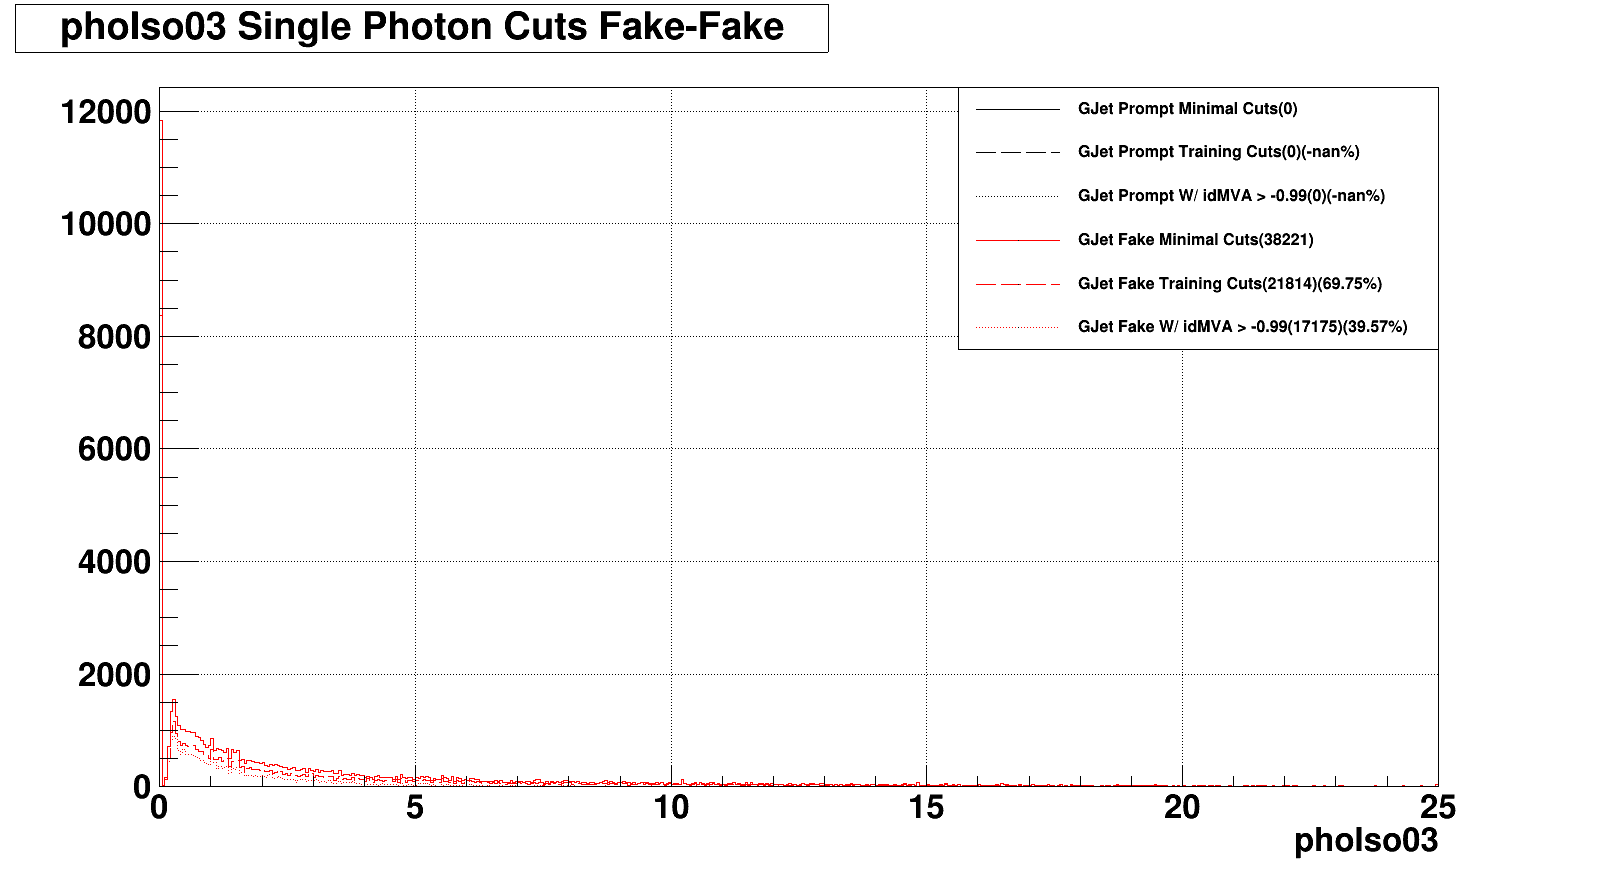 phoIso03 Single Photon Cuts Fake-Fake
12000
10000
8000
6000
4000
2000
0
GJet Prompt Minimal Cuts(0)
GJet Prompt Training Cuts(0)(-nan%)
GJet Prompt W/ idMVA > -0.99(0)(-nan%)
GJet Fake Minimal Cuts(38221)
GJet Fake Training Cuts(21814)(69.75%)
GJet Fake W/ idMVA > -0.99(17175)(39.57%)
0 5 10 15 20 25
phoIso03